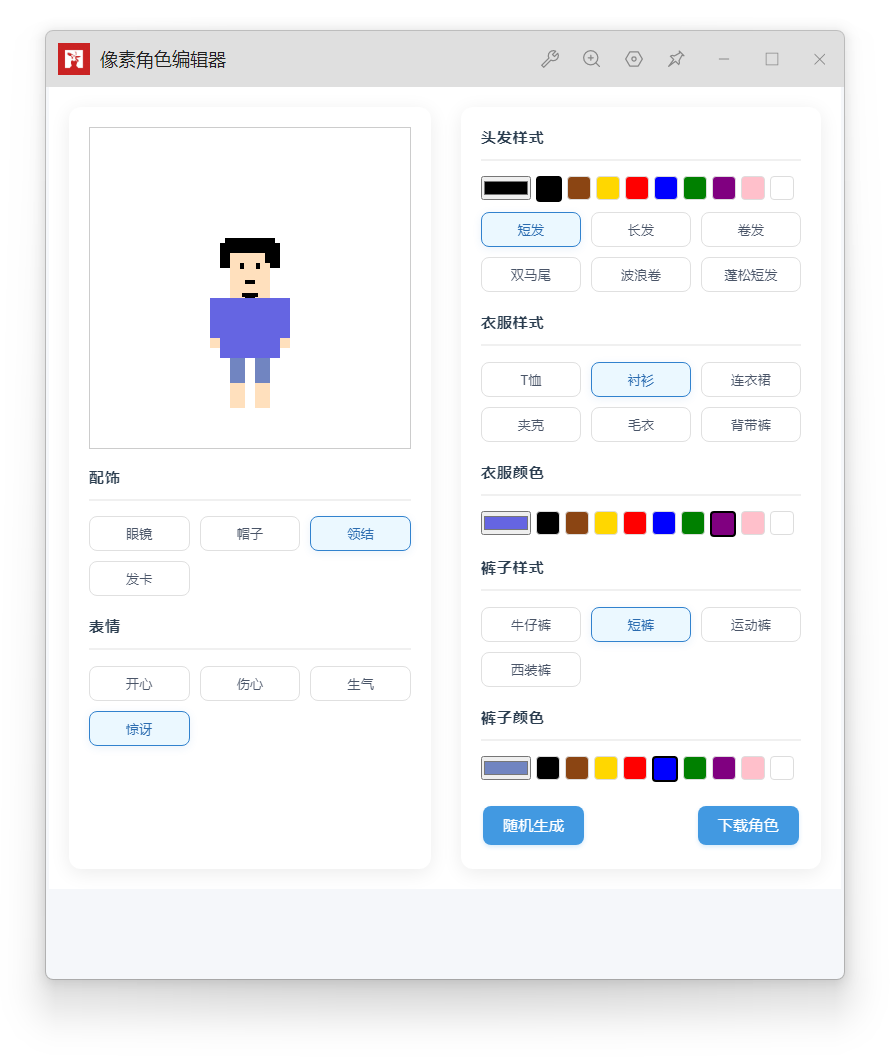 像素角色编辑器
配饰
眼镜 帽子 领结
发卡
表情
开心 伤心 生气
惊讶
头发样式
短发 长发 卷发
双马尾 波浪卷 蓬松短发
衣服样式
T恤 衬衫 连衣裙
夹克 毛衣 背带裤
衣服颜色
裤子样式
牛仔裤 短裤 运动裤
西装裤
裤子颜色
随机生成 下载角色